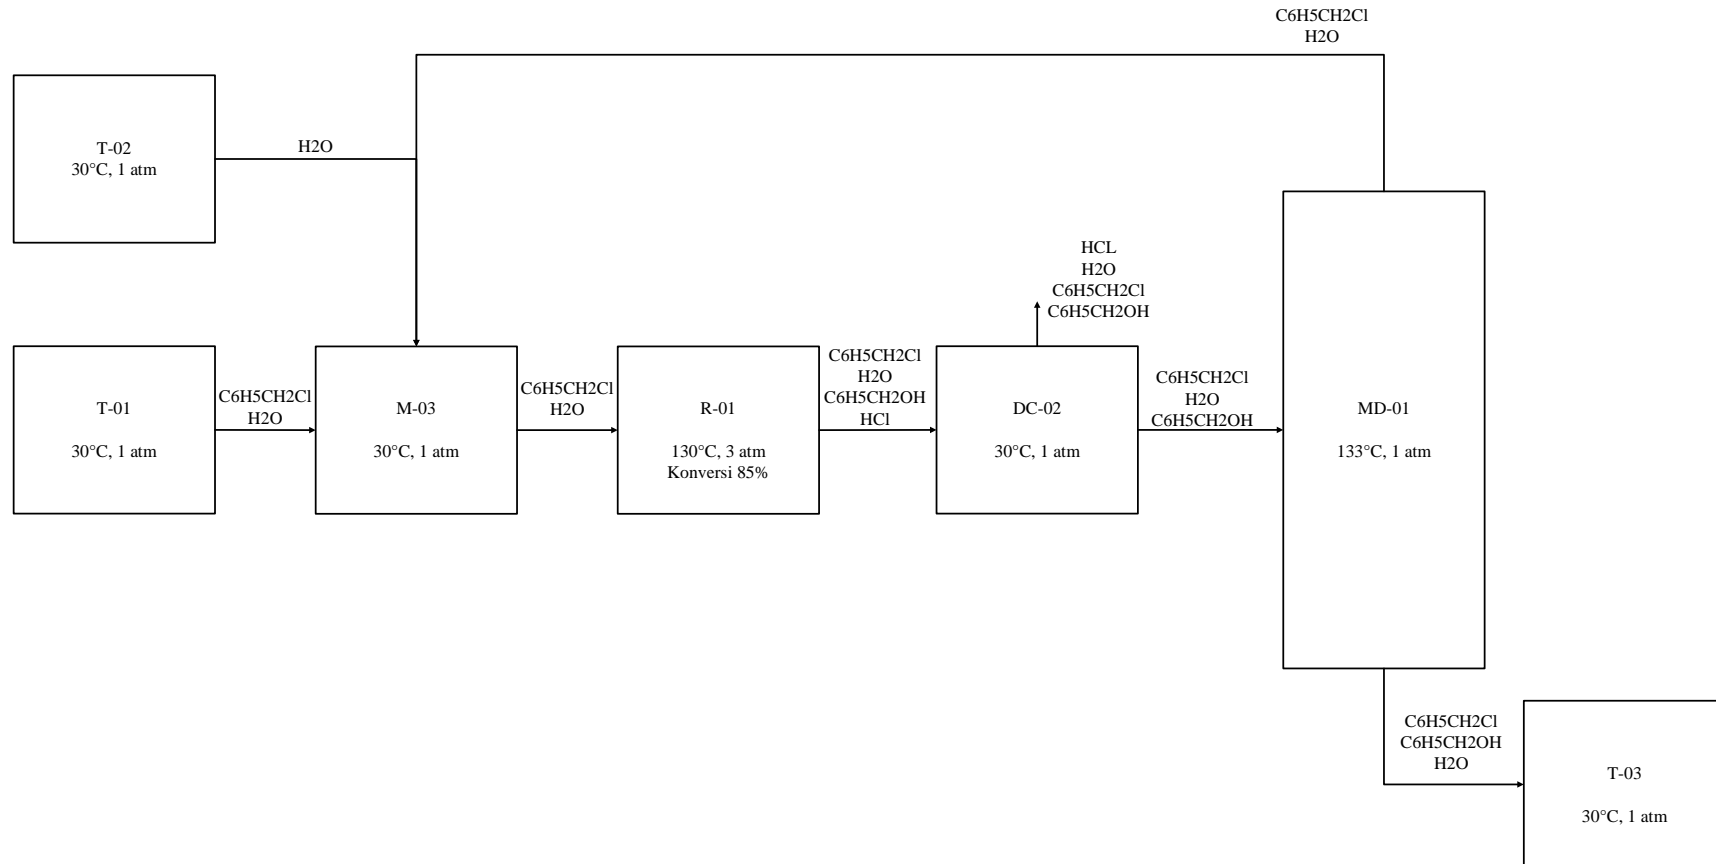 C6H5CH2Cl
H2O
T-02
30°C, 1 atm
H2O
HCL
H2O
C6H5CH2Cl
C6H5CH2OH
T-01
30°C, 1 atm
C6H5CH2Cl
H2O
M-03
30°C, 1 atm
C6H5CH2Cl
H2O
R-01
130°C, 3 atm
Konversi 85%
C6H5CH2Cl
H2O
C6H5CH2OH
HCl
DC-02
30°C, 1 atm
C6H5CH2Cl
H2O
C6H5CH2OH
MD-01
133°C, 1 atm
C6H5CH2Cl
C6H5CH2OH
H2O
T-03
30°C, 1 atm